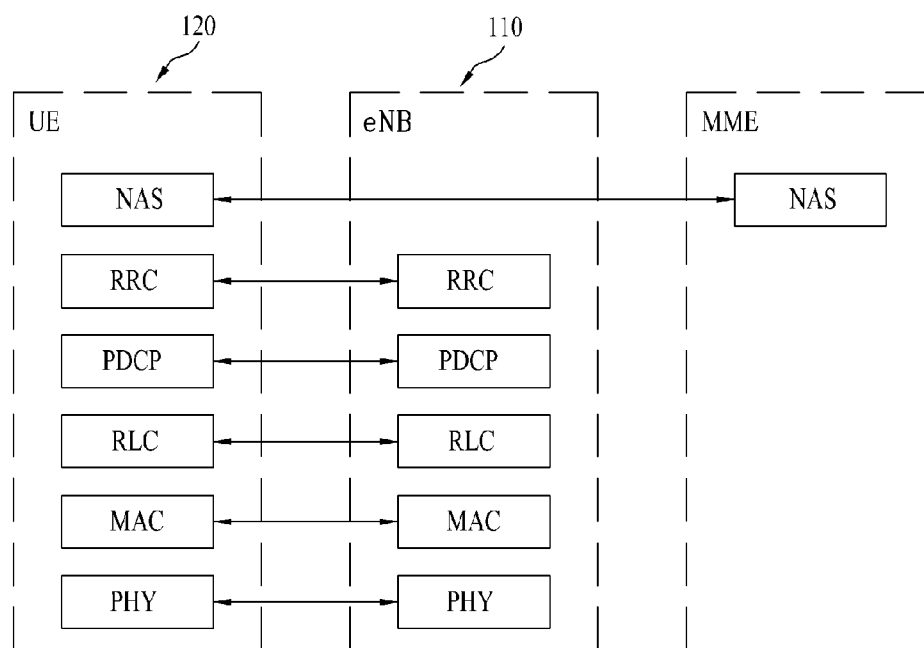 120
110
UE
eNB
MME
NAS
NAS
RRC
RRC
PDCP
PDCP
RLC
RLC
MAC
MAC
PHY
PHY